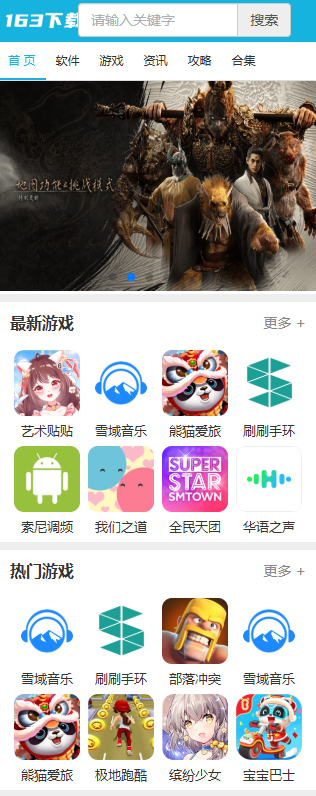 163下载
请输入关键字
搜索
首页 软件 游戏 资讯 攻略 合集
地图功能&挑战模式
特别更新
最新游戏 更多 +
艺术贴贴 雪域音乐 熊猫爱旅 刷刷手环
SUPER
STAR
SMTOWN
索尼调频 我们之道 全民天团 华语之声
热门游戏 更多 +
雪域音乐 刷刷手环 部落冲突 雪域音乐
熊猫爱旅 极地跑酷 缤纷少女 宝宝巴士